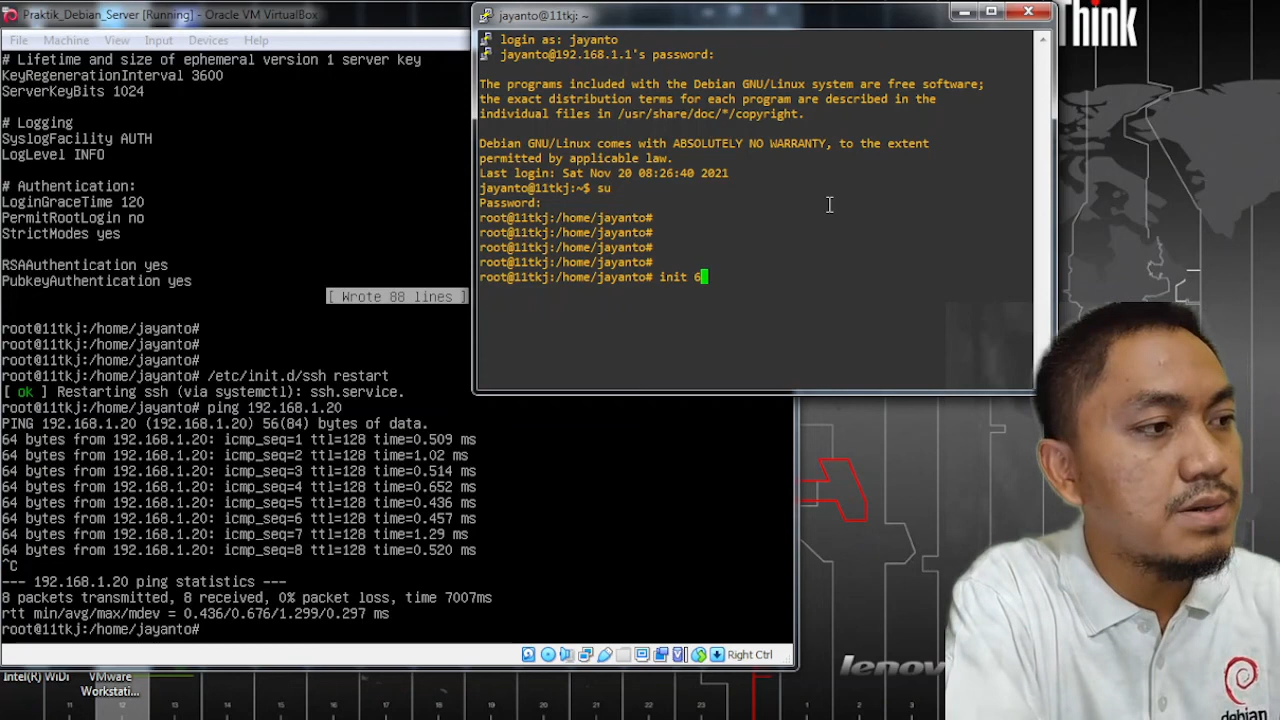 Praktik_Debian_Server [Running] - Oracle VM VirtualBox
File Machine View Input Devices Help
# Lifetime and size of ephemeral version 1 server key
KeyRegenerationInterval 3600
ServerKeyBits 1024
# Logging
SyslogFacility AUTH
LogLevel INFO
# Authentication:
LoginGraceTime 120
PermitRootLogin no
StrictModes yes
RSAAuthentication yes
PubkeyAuthentication yes
[ Wrote 88 lines ]
root@11tkj:/home/jayanto#
root@11tkj:/home/jayanto#
root@11tkj:/home/jayanto#
root@11tkj:/home/jayanto# /etc/init.d/ssh restart
[ ok ] Restarting ssh (via systemctl): ssh.service.
root@11tkj:/home/jayanto# ping 192.168.1.20
PING 192.168.1.20 (192.168.1.20) 56(84) bytes of data.
64 bytes from 192.168.1.20: icmp_seq=1 ttl=128 time=0.509 ms
64 bytes from 192.168.1.20: icmp_seq=2 ttl=128 time=1.02 ms
64 bytes from 192.168.1.20: icmp_seq=3 ttl=128 time=0.514 ms
64 bytes from 192.168.1.20: icmp_seq=4 ttl=128 time=0.652 ms
64 bytes from 192.168.1.20: icmp_seq=5 ttl=128 time=0.436 ms
64 bytes from 192.168.1.20: icmp_seq=6 ttl=128 time=0.457 ms
64 bytes from 192.168.1.20: icmp_seq=7 ttl=128 time=1.29 ms
64 bytes from 192.168.1.20: icmp_seq=8 ttl=128 time=0.520 ms
^C
--- 192.168.1.20 ping statistics ---
8 packets transmitted, 8 received, 0% packet loss, time 7007ms
rtt min/avg/max/mdev = 0.436/0.676/1.299/0.297 ms
root@11tkj:/home/jayanto#
Right Ctrl
jayanto@11tkj: ~
login as: jayanto
jayanto@192.168.1.1's password:
The programs included with the Debian GNU/Linux system are free software;
the exact distribution terms for each program are described in the
individual files in /usr/share/doc/*/copyright.
Debian GNU/Linux comes with ABSOLUTELY NO WARRANTY, to the extent
permitted by applicable law.
Last login: Sat Nov 20 08:26:40 2021
jayanto@11tkj:~$ su
Password:
root@11tkj:/home/jayanto#
root@11tkj:/home/jayanto#
root@11tkj:/home/jayanto#
root@11tkj:/home/jayanto#
root@11tkj:/home/jayanto# init 6
Think
lenov
debian
Intel(R) WiDi
VMware
Workstati...
11 12 13 14 15 16 17 18 19 20 21 22 23 1 2 3